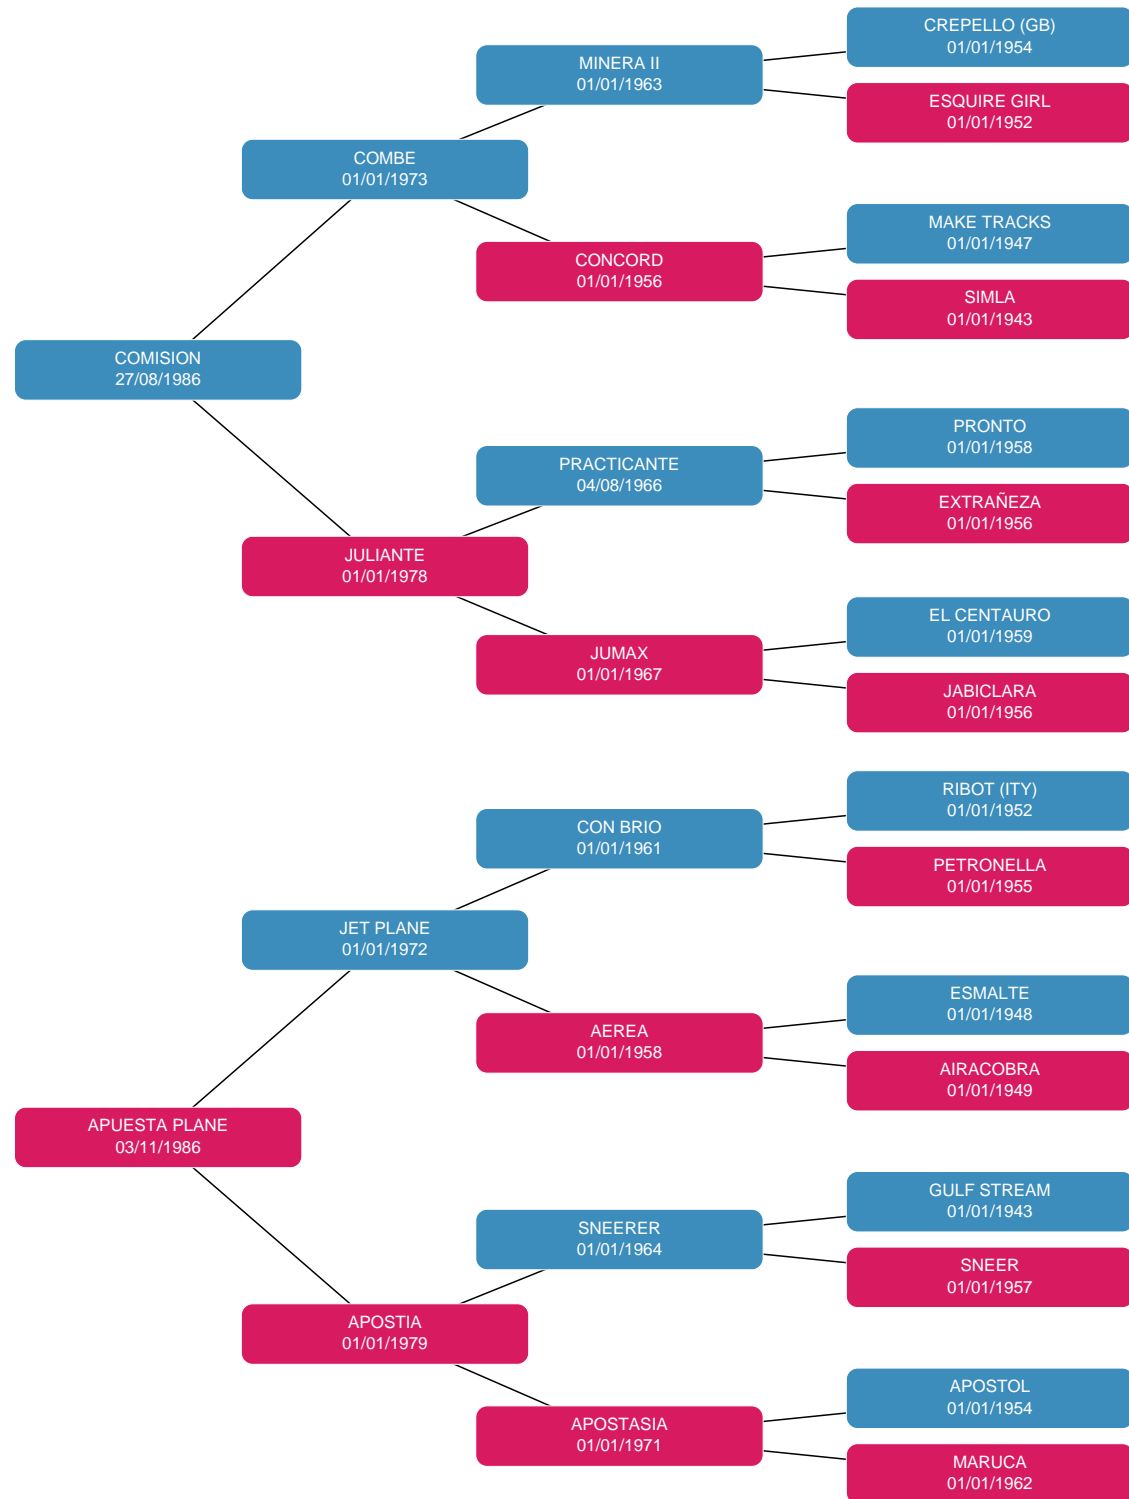 CREPELLO (GB)
01/01/1954
MINERA II
01/01/1963
ESQUIRE GIRL
01/01/1952
COMBE
01/01/1973
MAKE TRACKS
01/01/1947
CONCORD
01/01/1956
SIMLA
01/01/1943
COMISION
27/08/1986
PRONTO
01/01/1958
PRACTICANTE
04/08/1966
EXTRAÑEZA
01/01/1956
JULIANTE
01/01/1978
EL CENTAURO
01/01/1959
JUMAX
01/01/1967
JABICLARA
01/01/1956
RIBOT (ITY)
01/01/1952
CON BRIO
01/01/1961
PETRONELLA
01/01/1955
JET PLANE
01/01/1972
ESMALTE
01/01/1948
AEREA
01/01/1958
AIRACOBRA
01/01/1949
APUESTA PLANE
03/11/1986
GULF STREAM
01/01/1943
SNEERER
01/01/1964
SNEER
01/01/1957
APOSTIA
01/01/1979
APOSTOL
01/01/1954
APOSTASIA
01/01/1971
MARUCA
01/01/1962